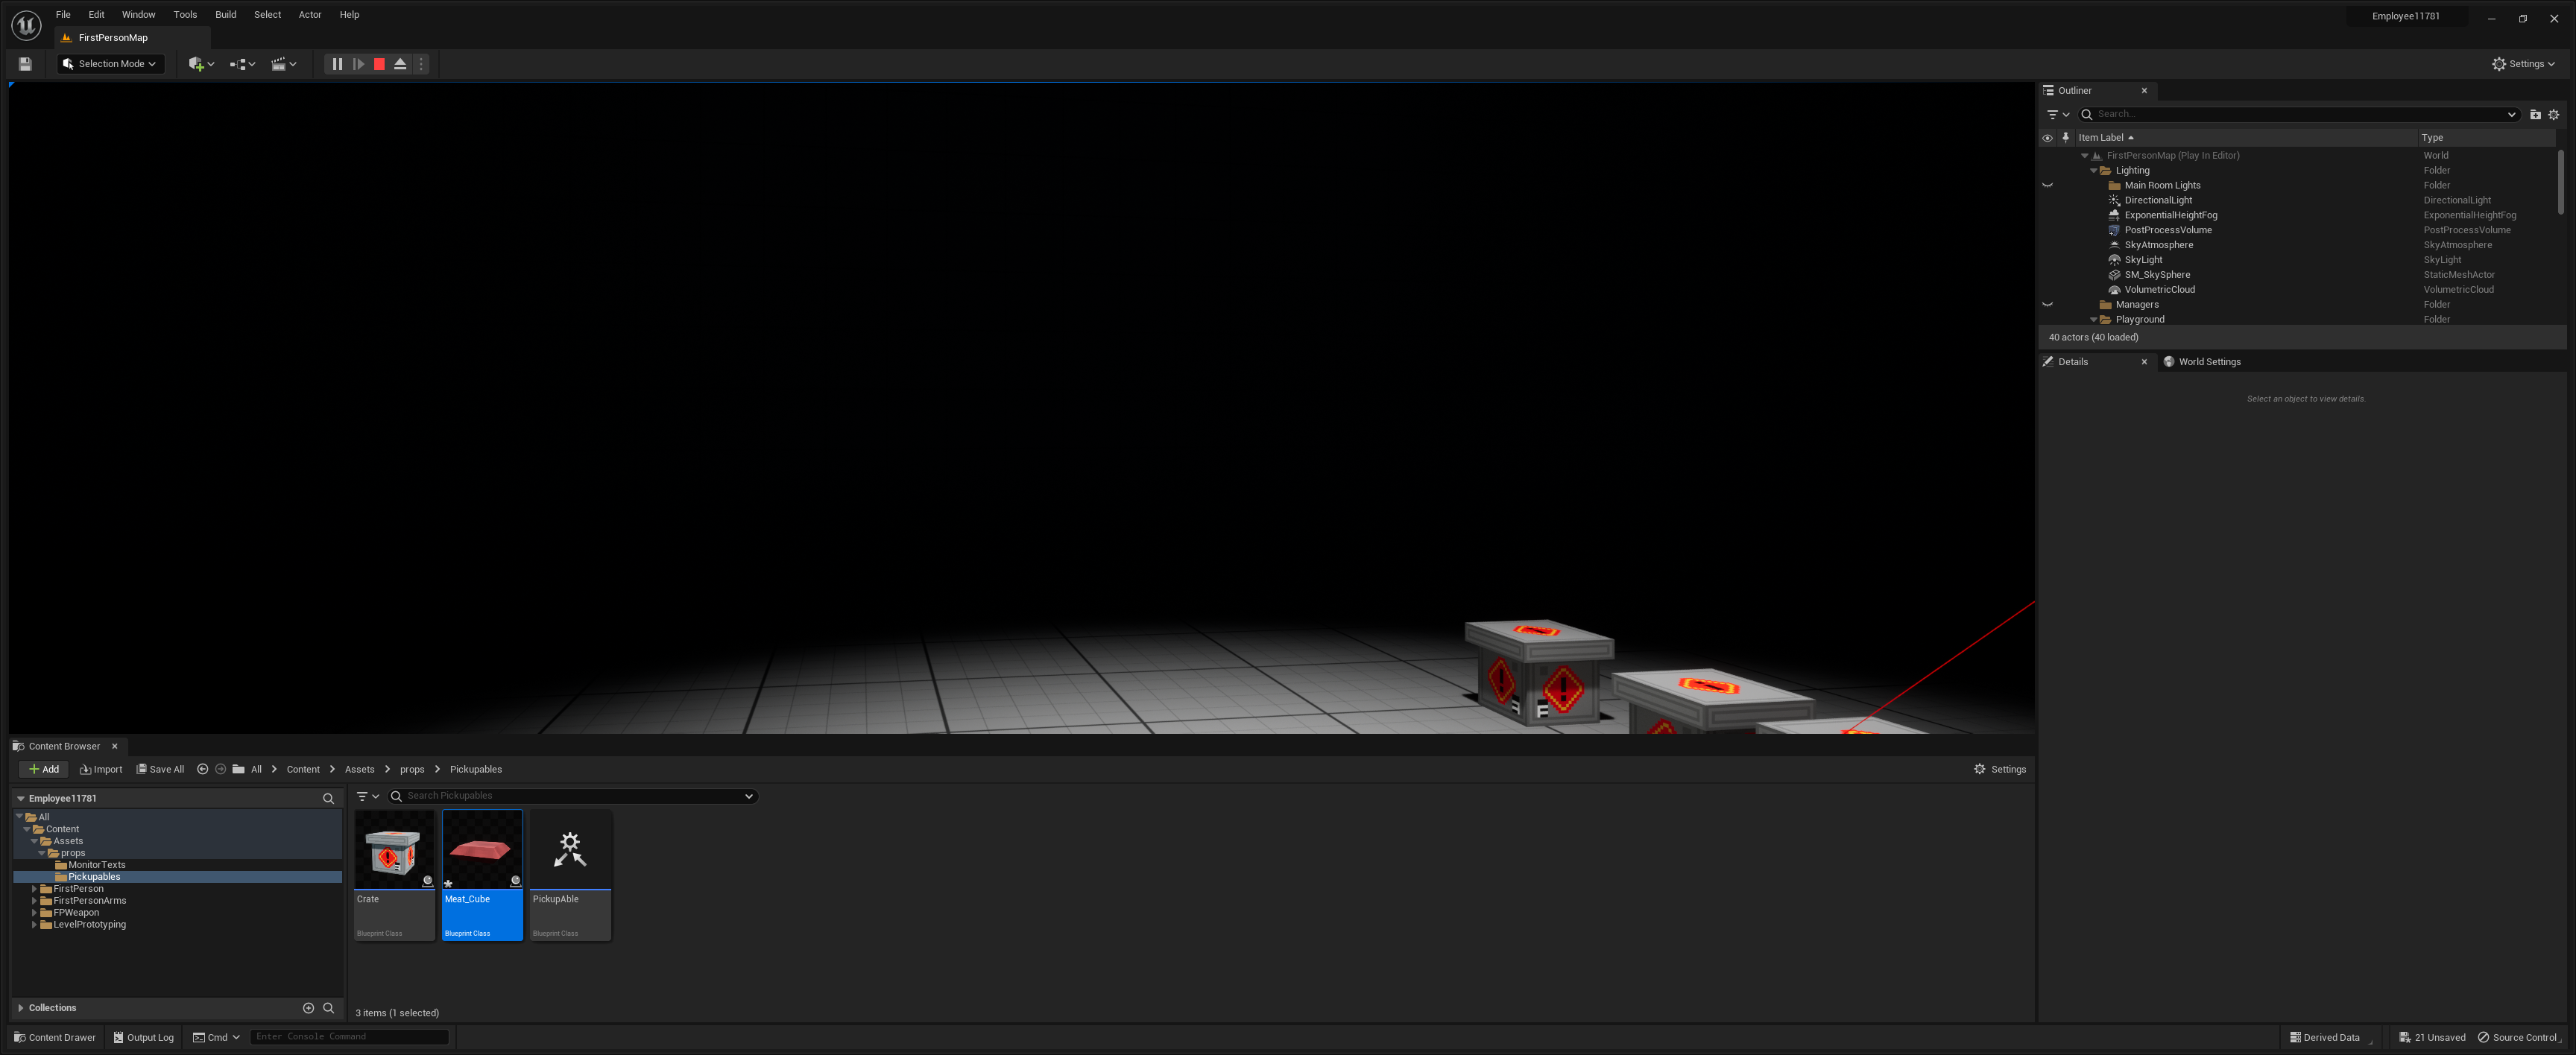 File Edit Window Tools Build Select Actor Help
Employee11781
FirstPersonMap
Selection Mode
Settings
Outliner
Search...
Item Label Type
FirstPersonMap (Play In Editor) World
Lighting Folder
Main Room Lights Folder
DirectionalLight DirectionalLight
ExponentialHeightFog ExponentialHeightFog
PostProcessVolume PostProcessVolume
SkyAtmosphere SkyAtmosphere
SkyLight SkyLight
SM_SkySphere StaticMeshActor
VolumetricCloud VolumetricCloud
Managers Folder
Playground Folder
40 actors (40 loaded)
Details World Settings
Select an object to view details.
Content Browser
Add Import Save All All Content Assets props Pickupables
Settings
Employee11781
Search Pickupables
All
Content
Assets
props
MonitorTexts
Pickupables
FirstPerson
FirstPersonArms
FPWeapon
LevelPrototyping
Crate
Blueprint Class
Meat_Cube
Blueprint Class
PickupAble
Blueprint Class
Collections
3 items (1 selected)
Content Drawer Output Log Cmd Enter Console Command
Derived Data 21 Unsaved Source Control